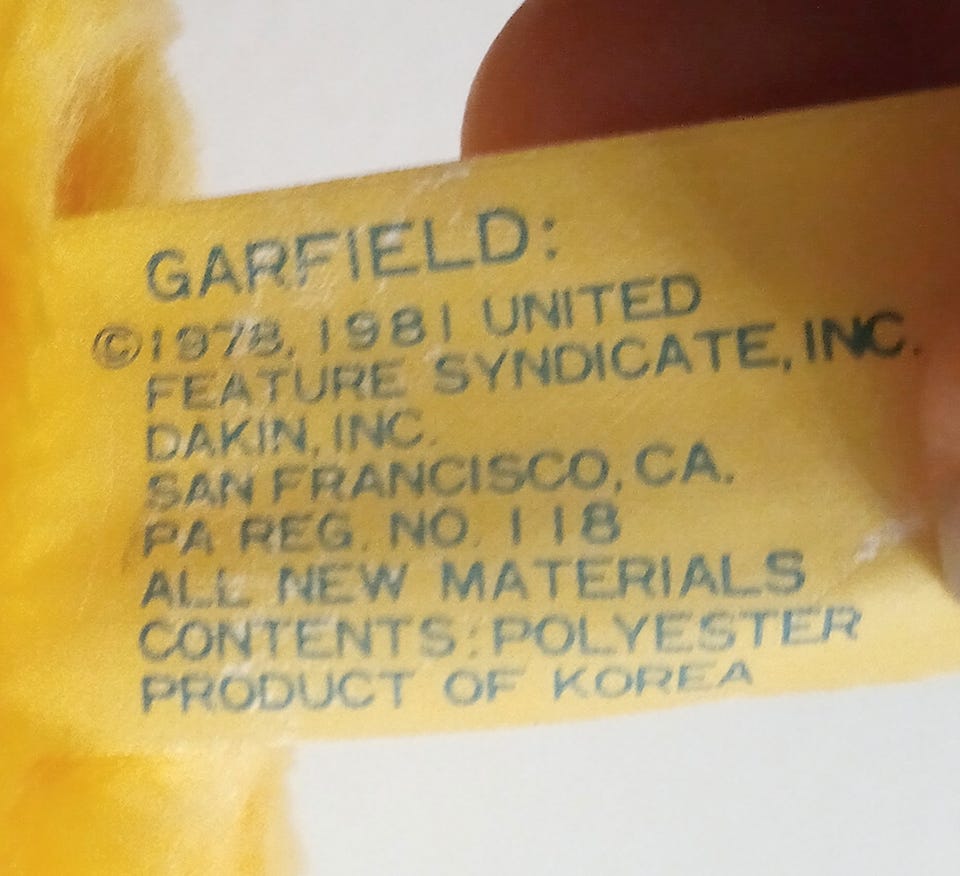 GARFIELD:
©1978, 1981 UNITED
FEATURE SYNDICATE, INC.
DAKIN, INC.
SAN FRANCISCO, CA.
PA REG. NO. 118
ALL NEW MATERIALS
CONTENTS: POLYESTER
PRODUCT OF KOREA